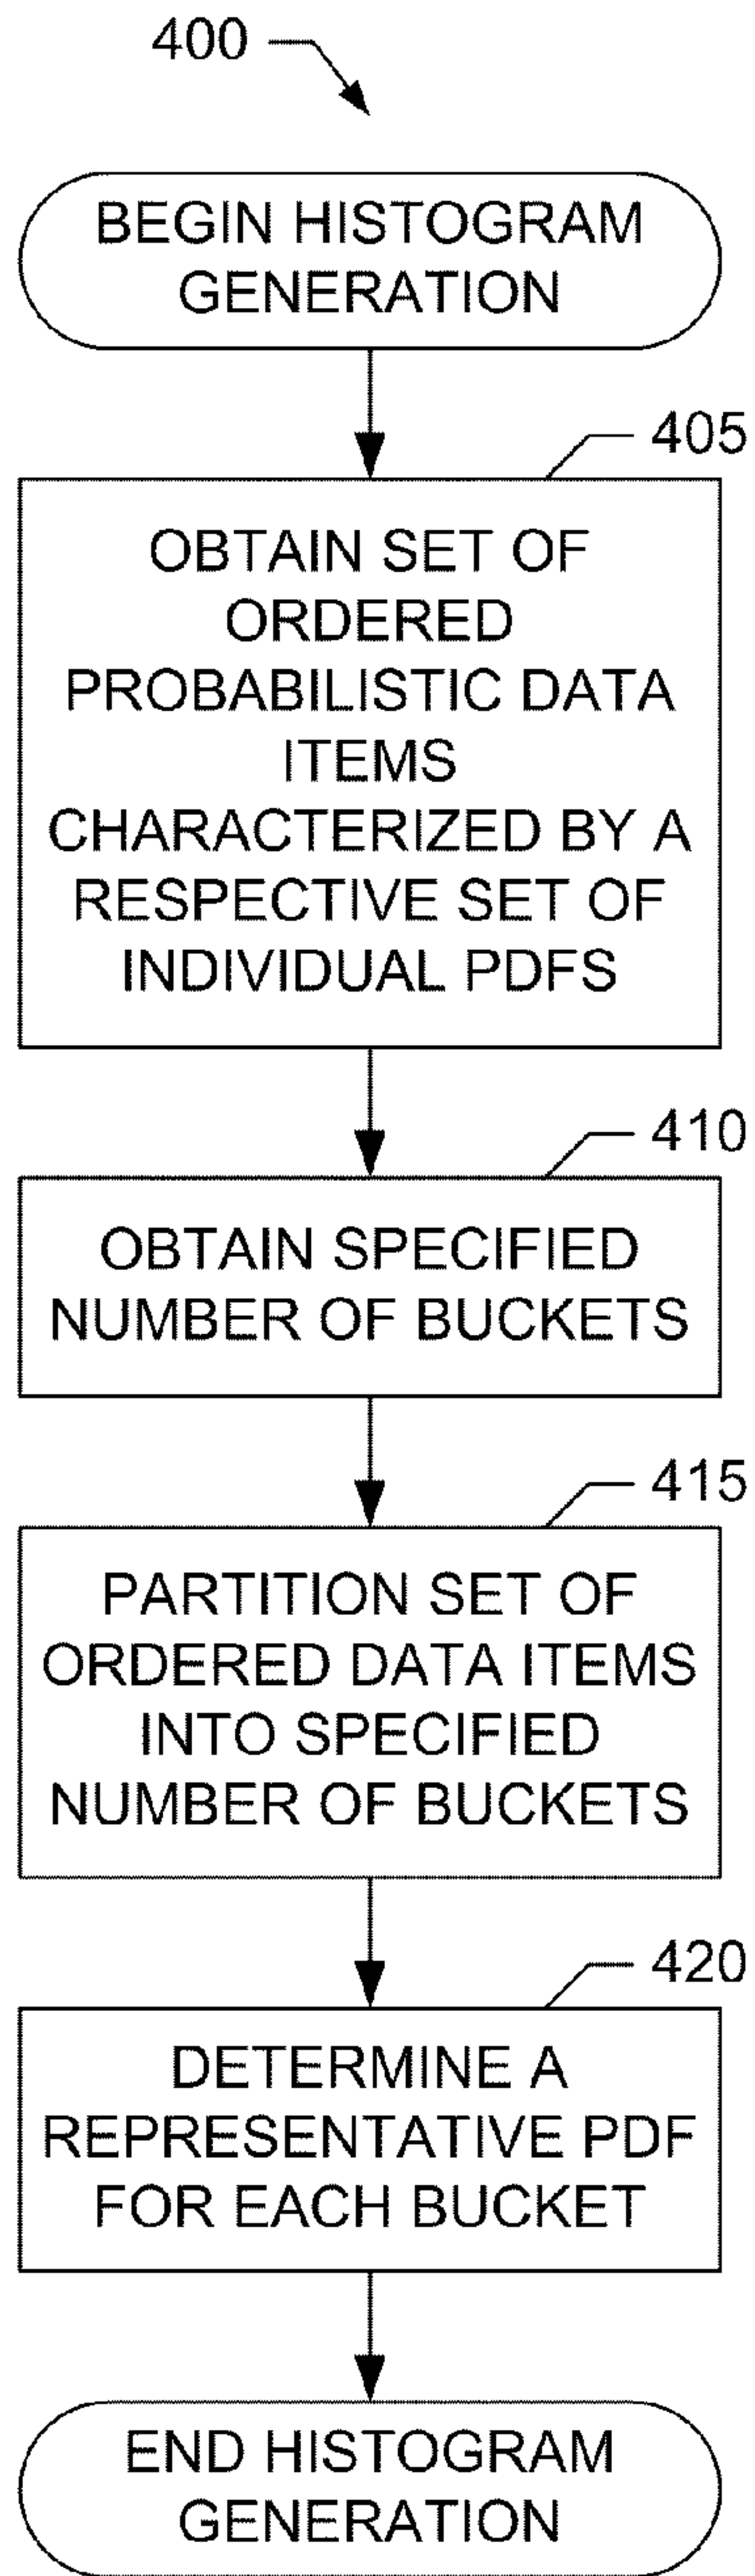 400
BEGIN HISTOGRAM
GENERATION
405
OBTAIN SET OF
ORDERED
PROBABILISTIC DATA
ITEMS
CHARACTERIZED BY A
RESPECTIVE SET OF
INDIVIDUAL PDFS
410
OBTAIN SPECIFIED
NUMBER OF BUCKETS
415
PARTITION SET OF
ORDERED DATA ITEMS
INTO SPECIFIED
NUMBER OF BUCKETS
420
DETERMINE A
REPRESENTATIVE PDF
FOR EACH BUCKET
END HISTOGRAM
GENERATION